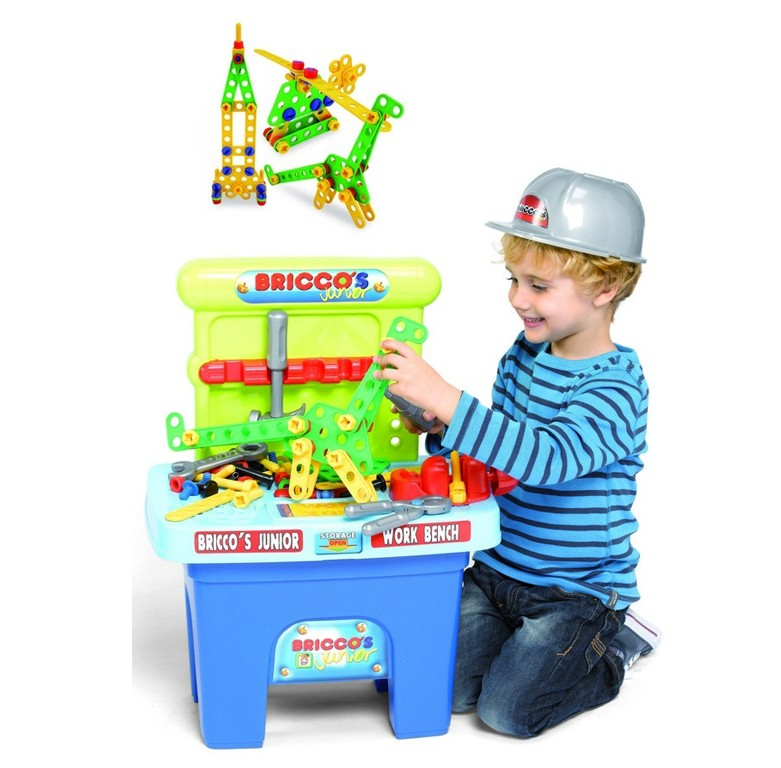 BRICCO'S
BRICCO'S
junior
BRICCO'S JUNIOR
STORAGE
OPEN
WORK BENCH
BRICCO'S
junior